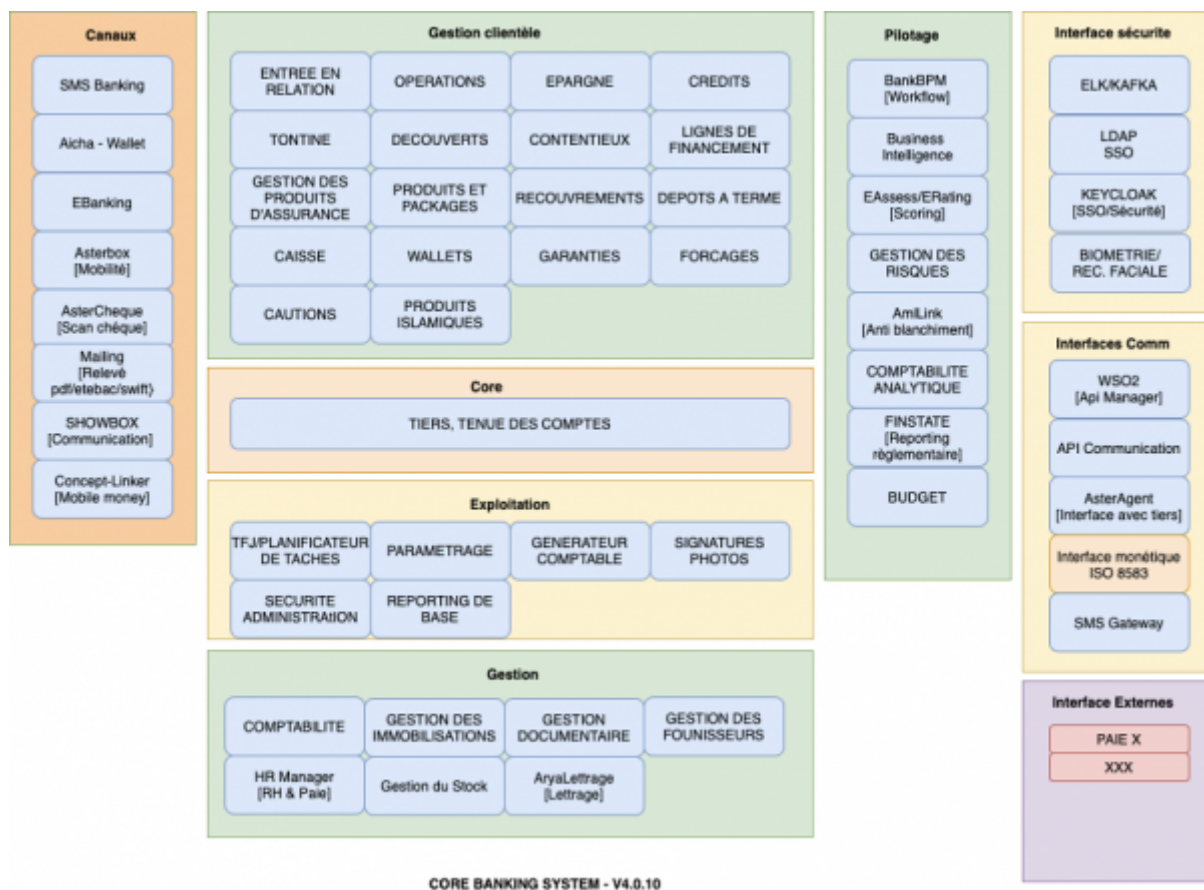 Canaux
SMS Banking
Aicha - Wallet
EBanking
Asterbox
[Mobilité]
AsterCheque
[Scan chéque]
Mailing
[Relevé
pdf/etebac/swift}
SHOWBOX
[Communication]
Concept-Linker
[Mobile money]
Gestion clientèle
ENTREE EN
RELATION
OPERATIONS
EPARGNE
CREDITS
TONTINE
DECOUVERTS
CONTENTIEUX
LIGNES DE
FINANCEMENT
GESTION DES
PRODUITS
D'ASSURANCE
PRODUITS ET
PACKAGES
RECOUVREMENTS
DEPOTS A TERME
CAISSE
WALLETS
GARANTIES
FORCAGES
CAUTIONS
PRODUITS
ISLAMIQUES
Core
TIERS, TENUE DES COMPTES
Exploitation
TFJ/PLANIFICATEUR
DE TACHES
PARAMETRAGE
GENERATEUR
COMPTABLE
SIGNATURES
PHOTOS
SECURITE
ADMINISTRAtION
REPORTING DE
BASE
Gestion
COMPTABILITE
GESTION DES
IMMOBILISATIONS
GESTION
DOCUMENTAIRE
GESTION DES
FOUNISSEURS
HR Manager
[RH & Paie]
Gestion du Stock
AryaLettrage
[Lettrage]
Pilotage
BankBPM
[Workflow]
Business
Intelligence
EAssess/ERating
[Scoring]
GESTION DES
RISQUES
AmlLink
[Anti blanchiment]
COMPTABILITE
ANALYTIQUE
FINSTATE
[Reporting
règlementaire]
BUDGET
Interface sécurite
ELK/KAFKA
LDAP
SSO
KEYCLOAK
[SSO/Sécurité]
BIOMETRIE/
REC. FACIALE
Interfaces Comm
WSO2
[Api Manager]
API Communication
AsterAgent
[Interface avec tiers]
Interface monétique
ISO 8583
SMS Gateway
Interface Externes
PAIE X
XXX
CORE BANKING SYSTEM - V4.0.10